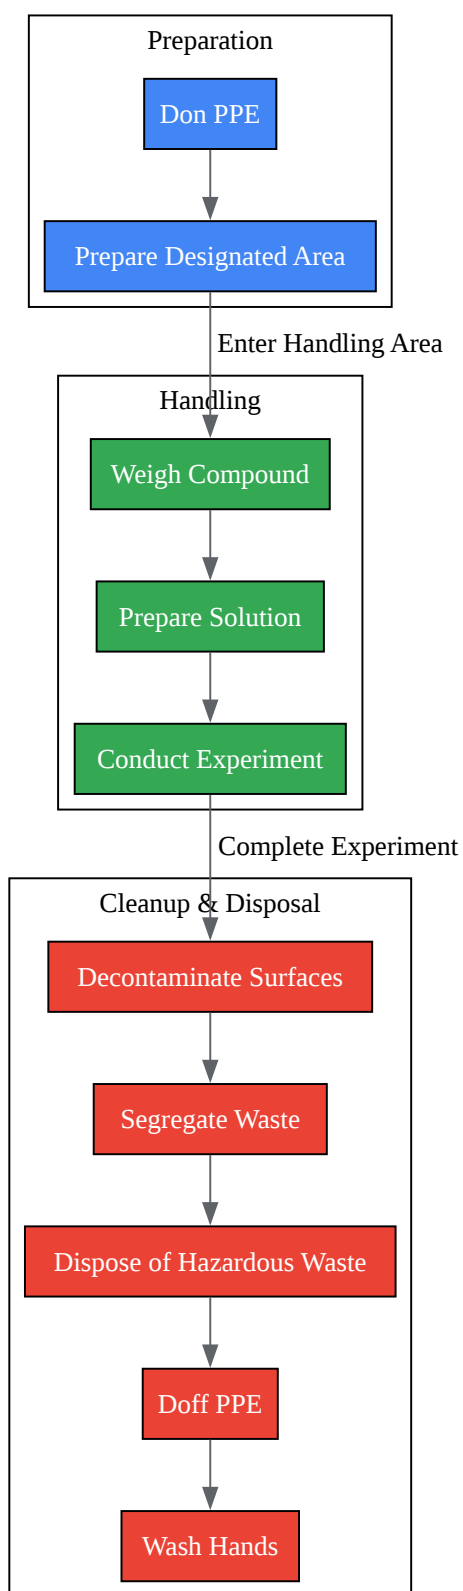 Preparation
Don PPE
Prepare Designated Area
Enter Handling Area
Handling
Weigh Compound
Prepare Solution
Conduct Experiment
Complete Experiment
Cleanup & Disposal
Decontaminate Surfaces
Segregate Waste
Dispose of Hazardous Waste
Doff PPE
Wash Hands